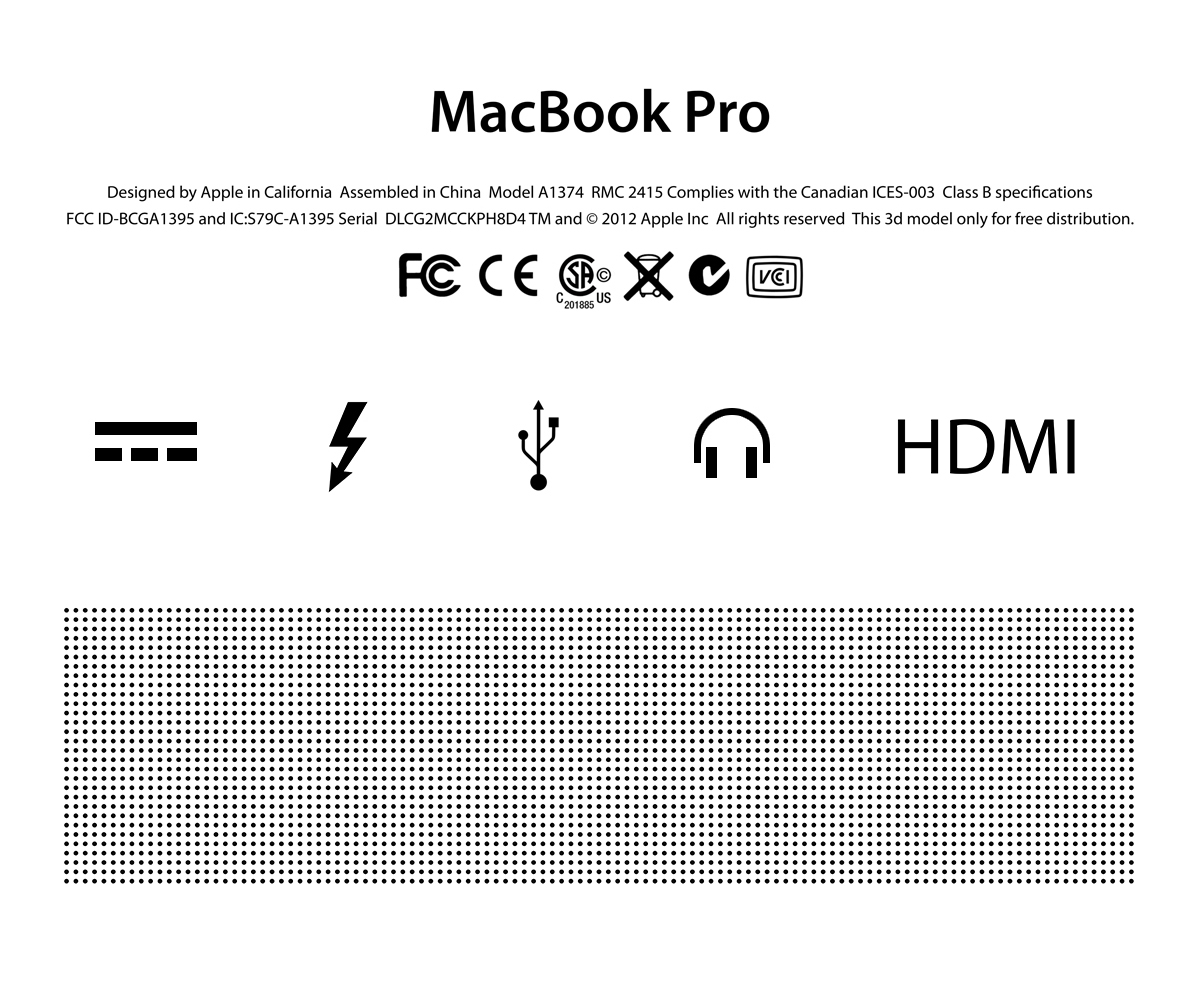 MacBook Pro
Designed by Apple in California  Assembled in China  Model A1374  RMC 2415 Complies with the Canadian ICES-003  Class B specifications
FCC ID-BCGA1395 and IC:S79C-A1395 Serial  DLCG2MCCKPH8D4 TM and © 2012 Apple Inc  All rights reserved  This 3d model only for free distribution.
FC CE SA © C 201885 US VCI
HDMI